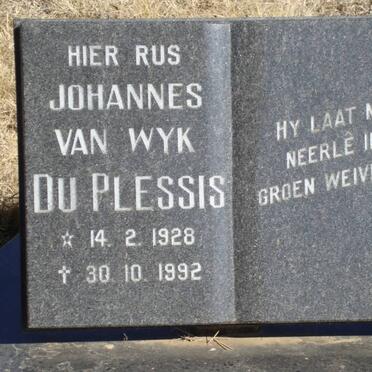 HIER RUS
JOHANNES
VAN WYK
DU PLESSIS
☆ 14. 2. 1928
✝ 30. 10. 1992
HY LAAT
NEERLÊ
GROEN